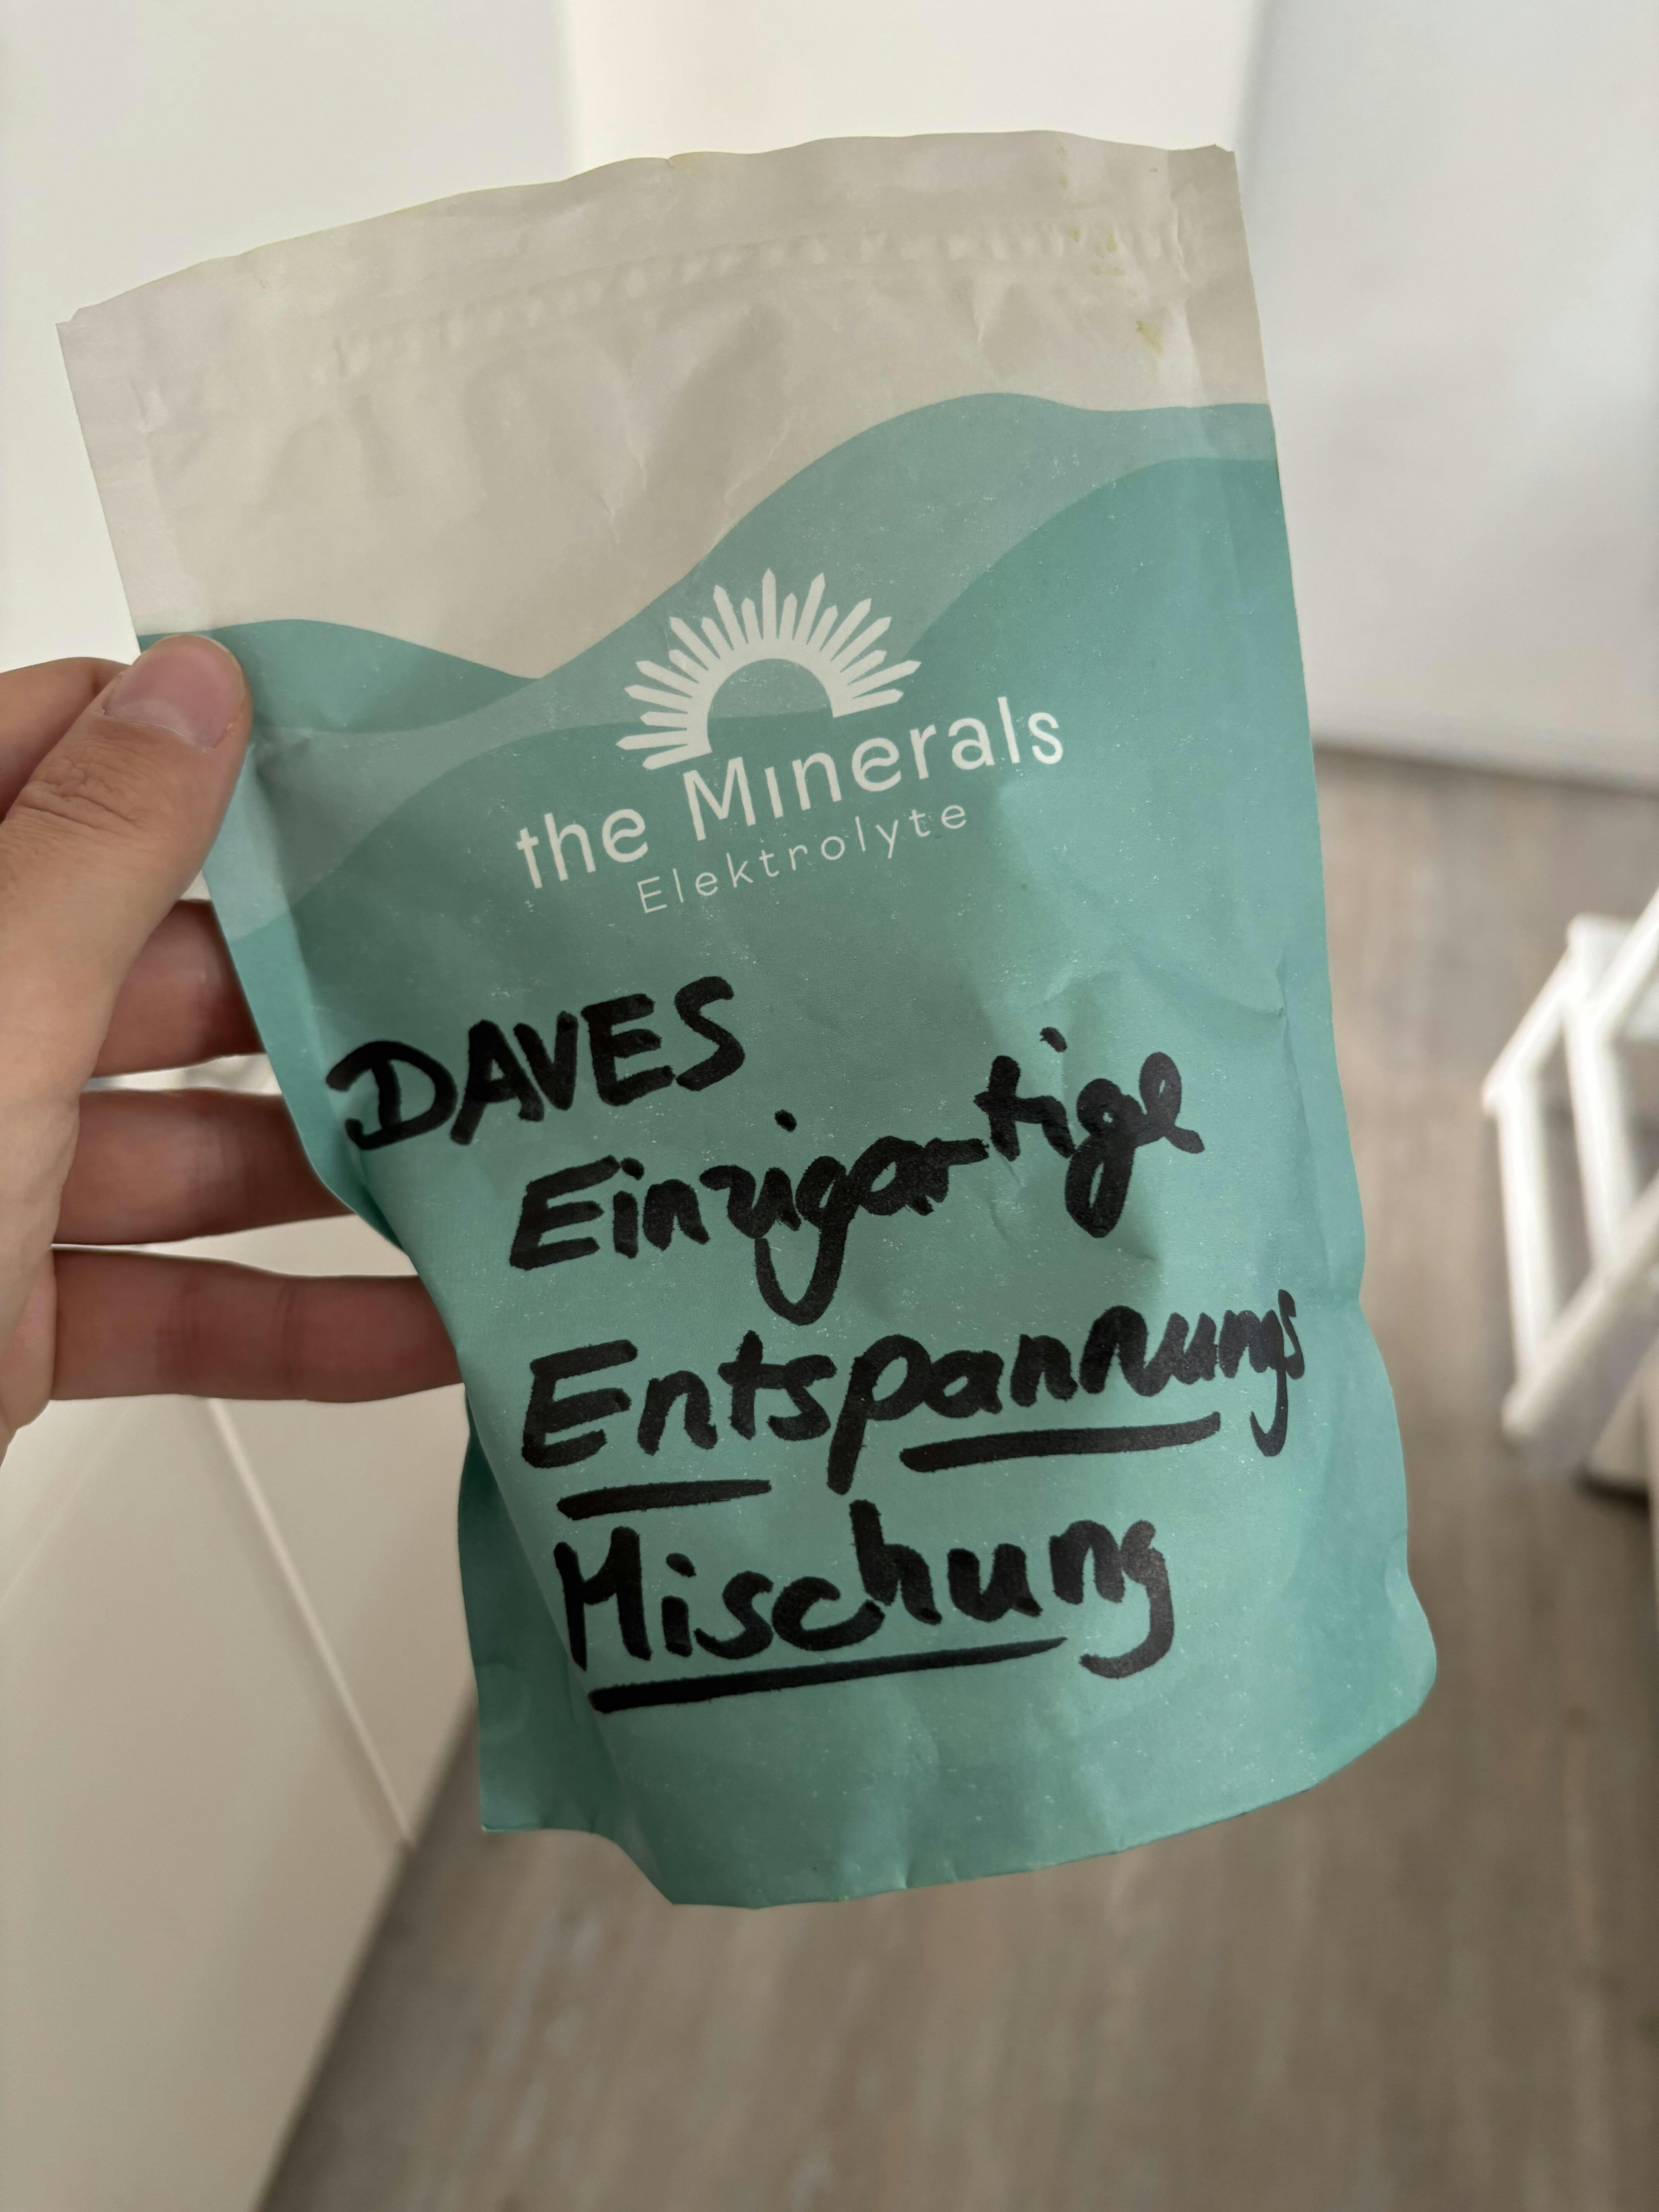 the Minerals
Elektrolyte
DAVES
Einzigartige
Entspannungs
Mischung